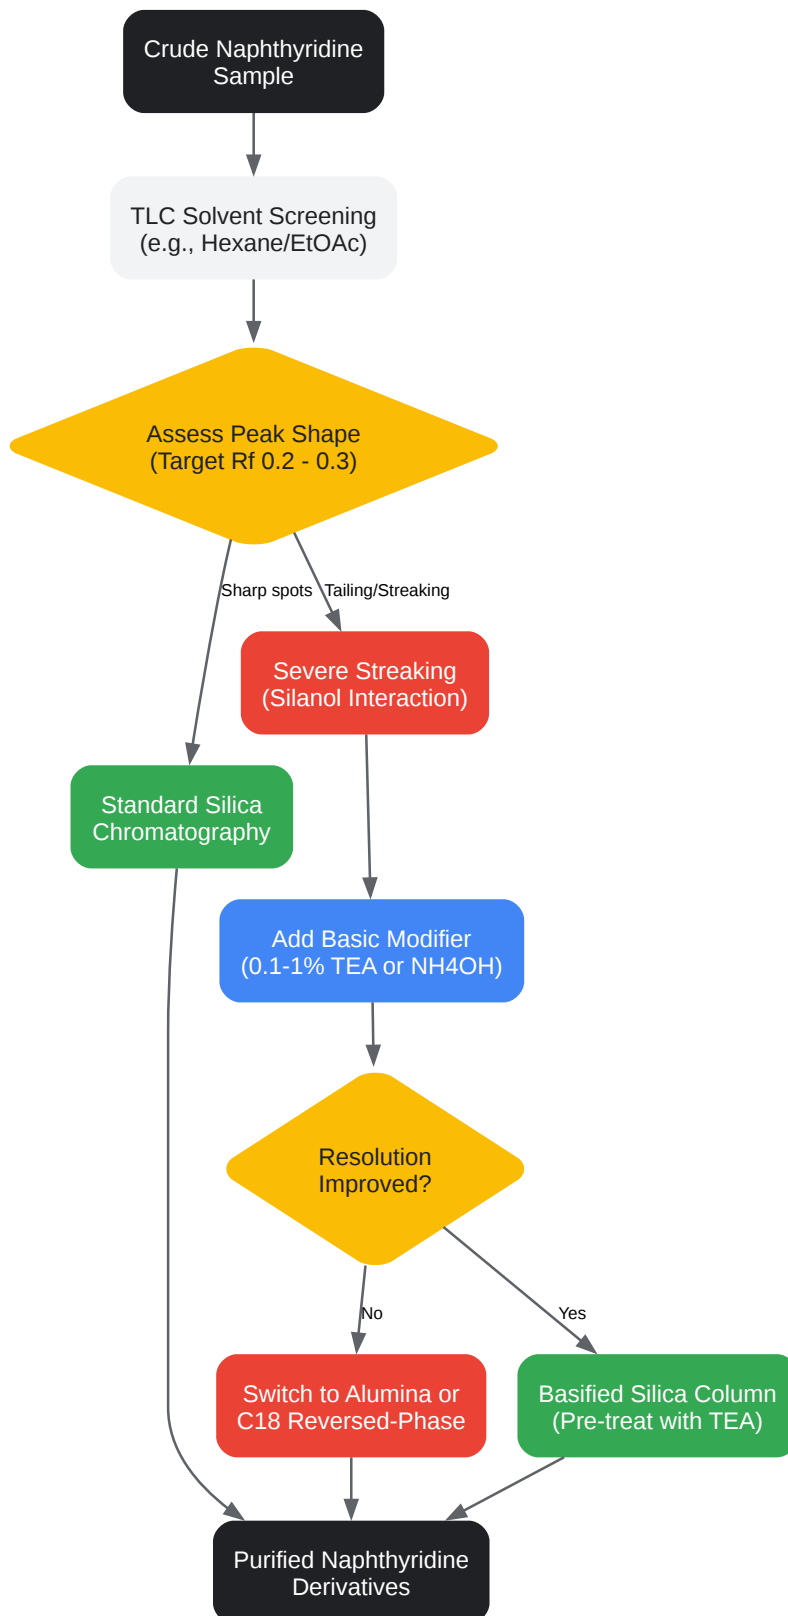 Crude Naphthyridine
Sample
TLC Solvent Screening
(e.g., Hexane/EtOAc)
Assess Peak Shape
(Target Rf 0.2 - 0.3)
Sharp spots
Tailing/Streaking
Severe Streaking
(Silanol Interaction)
Standard Silica
Chromatography
Add Basic Modifier
(0.1-1% TEA or NH4OH)
Resolution
Improved?
No
Yes
Switch to Alumina or
C18 Reversed-Phase
Basified Silica Column
(Pre-treat with TEA)
Purified Naphthyridine
Derivatives